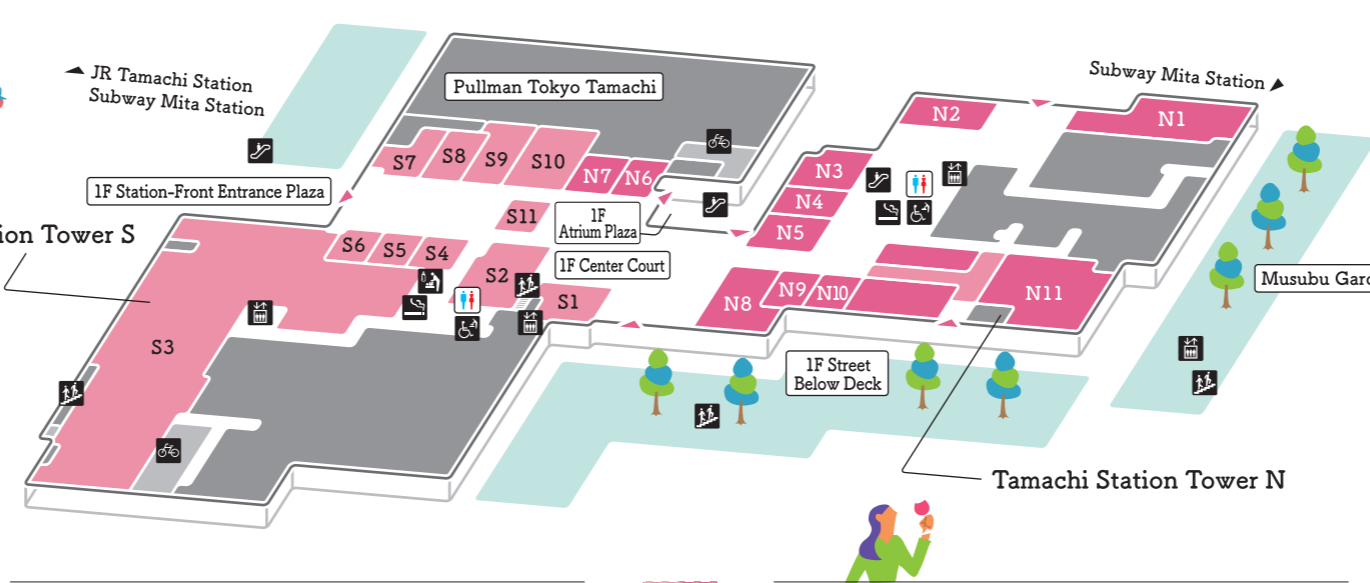 JR Tamachi Station
Subway Mita Station
Pullman Tokyo Tamachi
Subway Mita Station
N2
N1
S7
S8
S9
S10
N7
N6
N3
N4
N5
1F Station-Front Entrance Plaza
S11
1F
Atrium Plaza
Tower S
S6
S5
S4
S2
1F Center Court
S1
N8
N9
N10
N11
Musubu
S3
1F Street
Below Deck
Tamachi Station Tower N